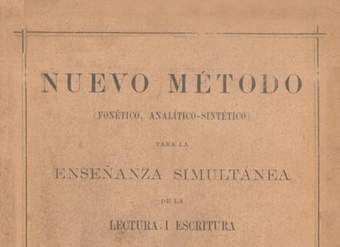 NUEVO MÉTODO
(FONÉTICO, ANALÍTICO-SINTÉTICO)
PARA LA
ENSEÑANZA SIMULTÁNEA
DE LA
LECTURA I ESCRITURA